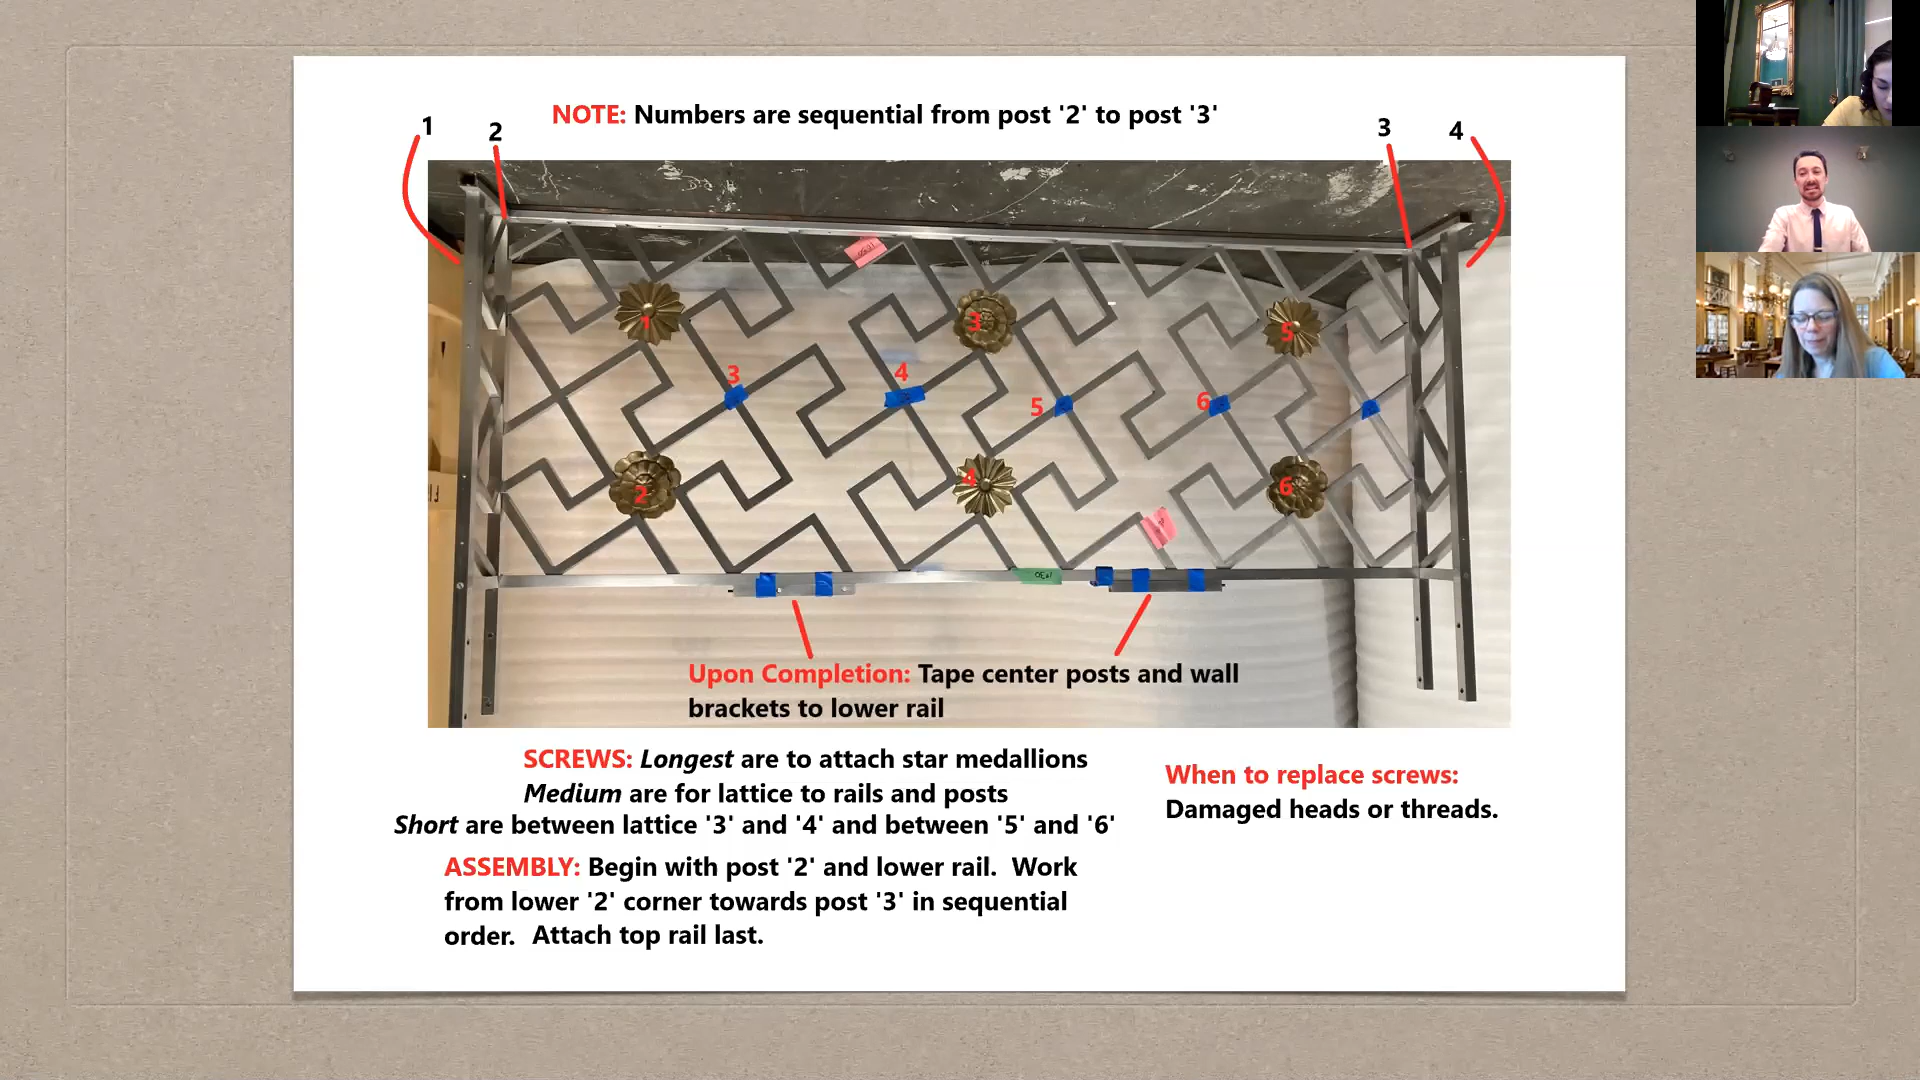 NOTE: Numbers are sequential from post '2' to post '3'
1
2
3
4
1
3
5
3
4
5
6
2
4
6
Upon Completion: Tape center posts and wall
brackets to lower rail
SCREWS: Longest are to attach star medallions
Medium are for lattice to rails and posts
Short are between lattice '3' and '4' and between '5' and '6'
When to replace screws:
Damaged heads or threads.
ASSEMBLY: Begin with post '2' and lower rail. Work
from lower '2' corner towards post '3' in sequential
order. Attach top rail last.